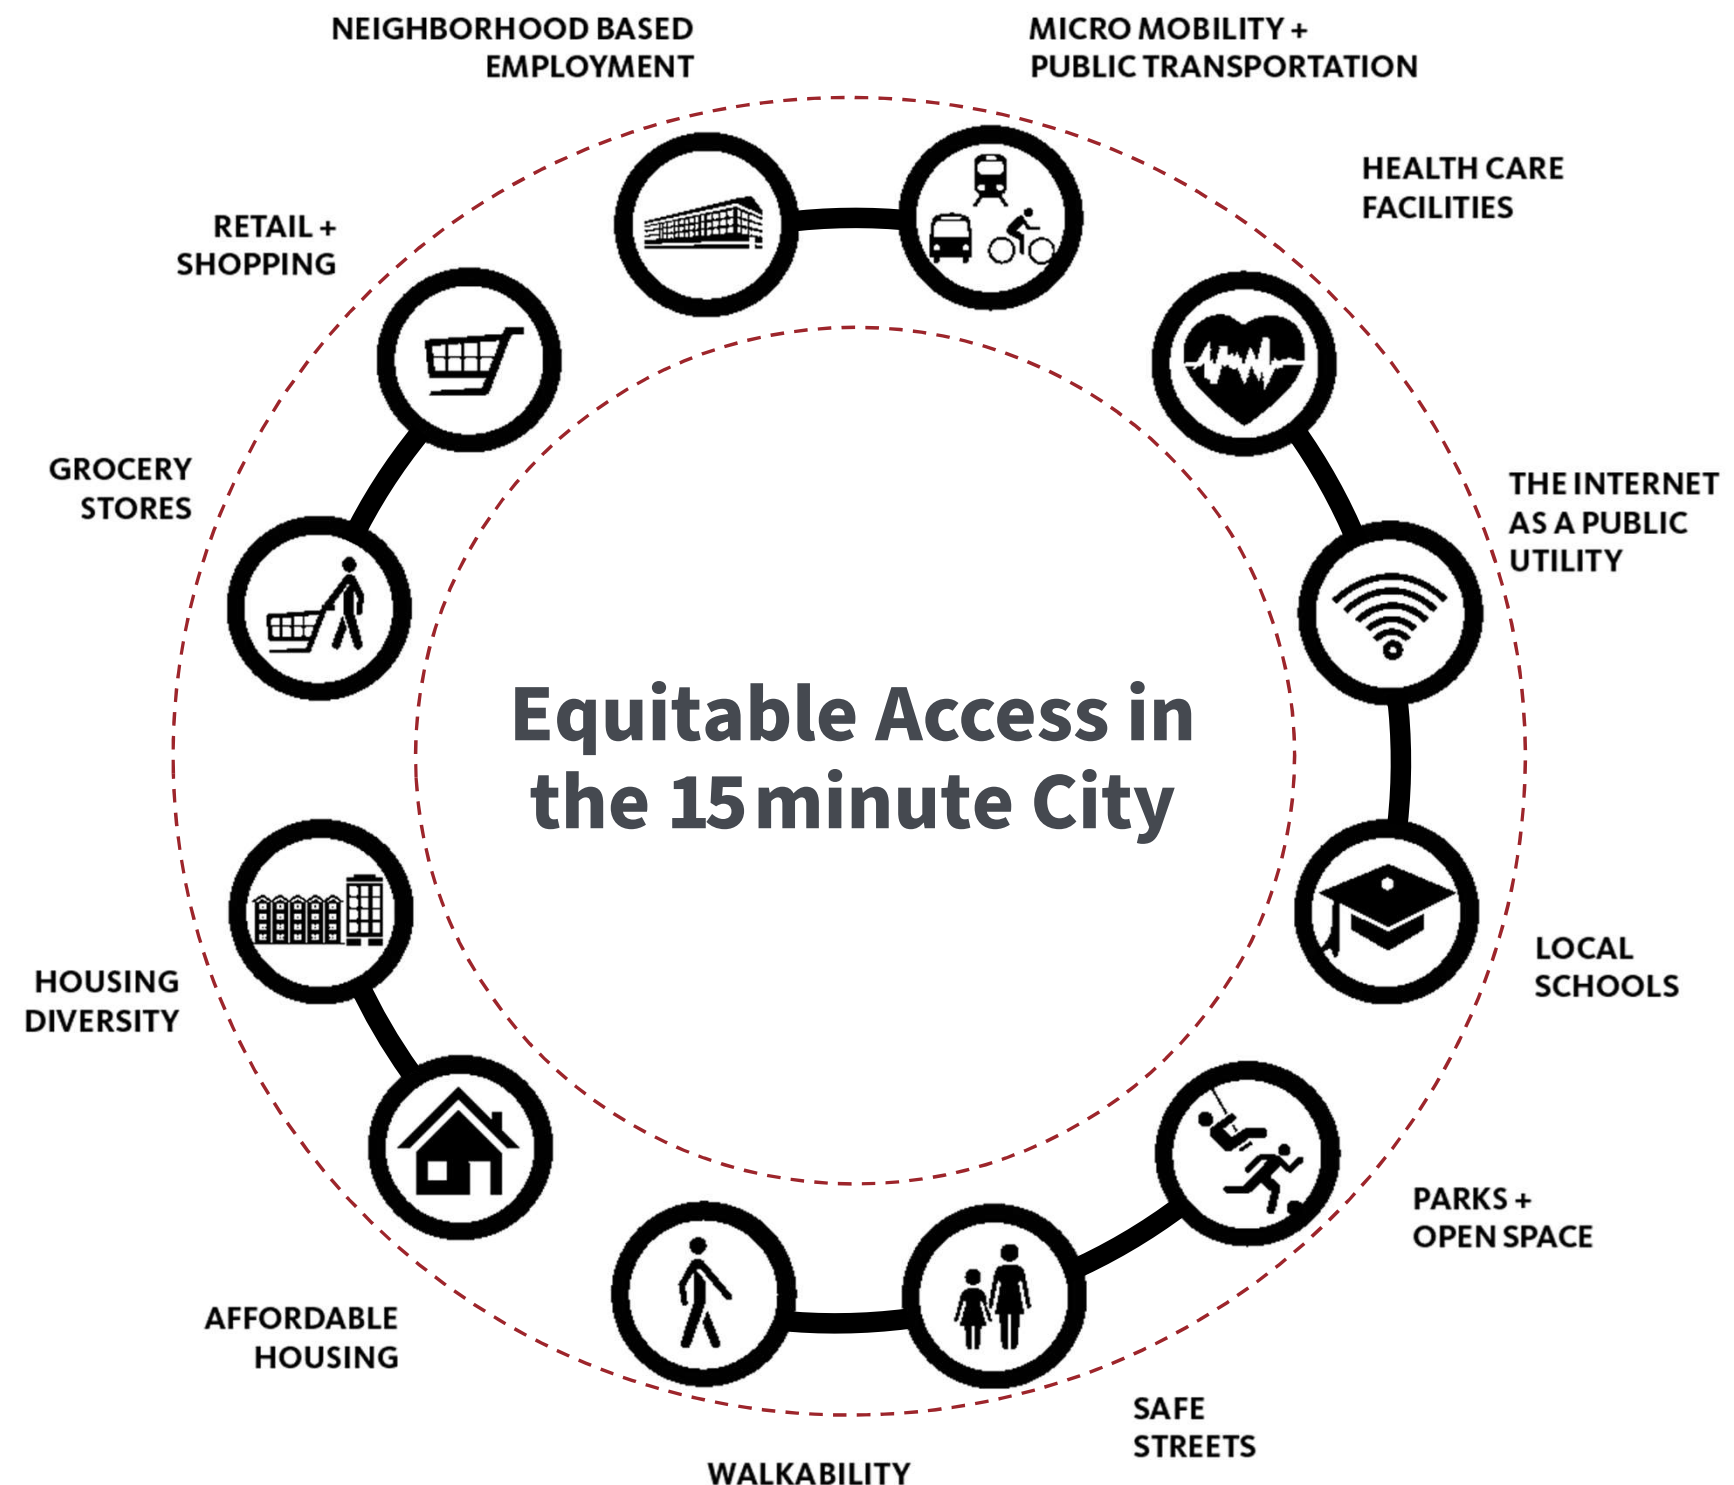 NEIGHBORHOOD BASED
EMPLOYMENT
MICRO MOBILITY +
PUBLIC TRANSPORTATION
HEALTH CARE
FACILITIES
RETAIL +
SHOPPING
GROCERY
STORES
THE INTERNET
AS A PUBLIC
UTILITY
Equitable Access in
the 15 minute City
LOCAL
SCHOOLS
HOUSING
DIVERSITY
PARKS +
OPEN SPACE
AFFORDABLE
HOUSING
SAFE
STREETS
WALKABILITY